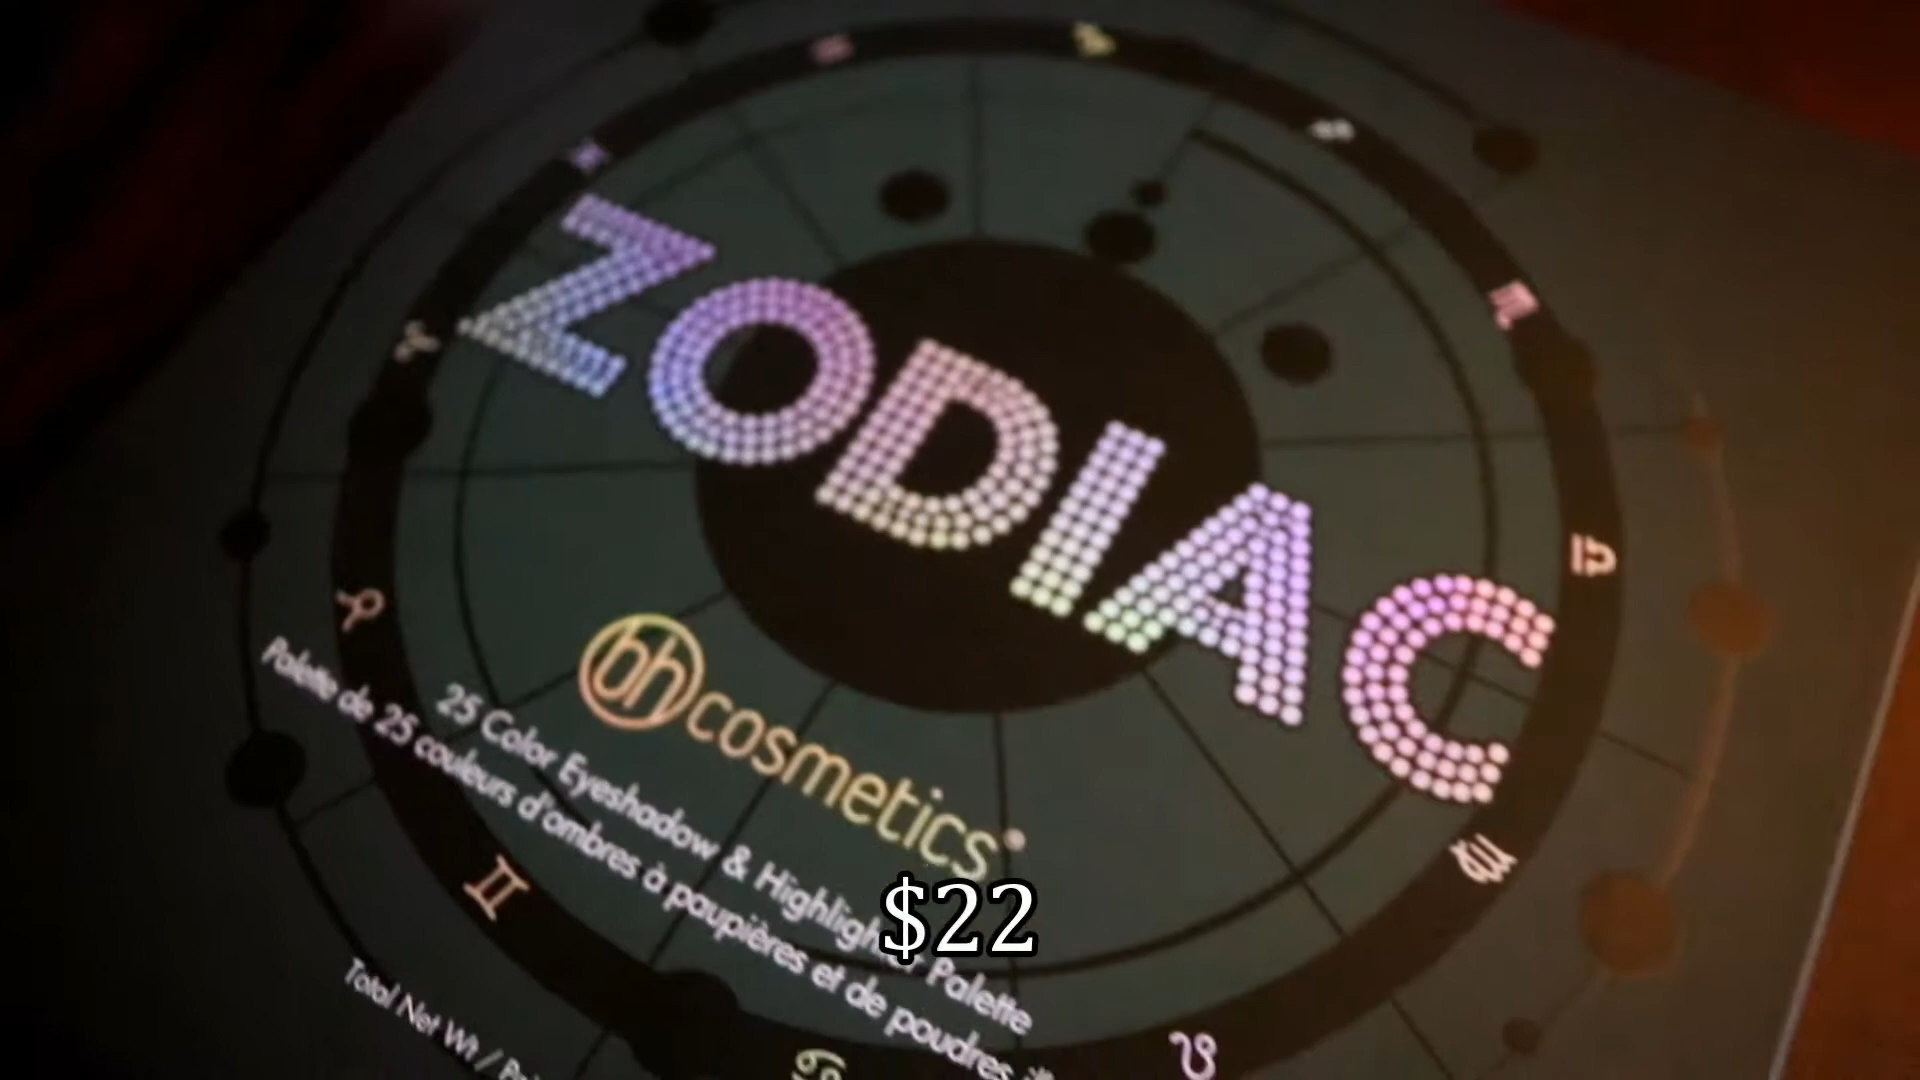 ZODIAC
bh cosmetics®
25 Color Eyeshadow & Highlighter Palette
Palette de 25 couleurs d'ombres à paupières et de poudres
Total Net Wt /
$22